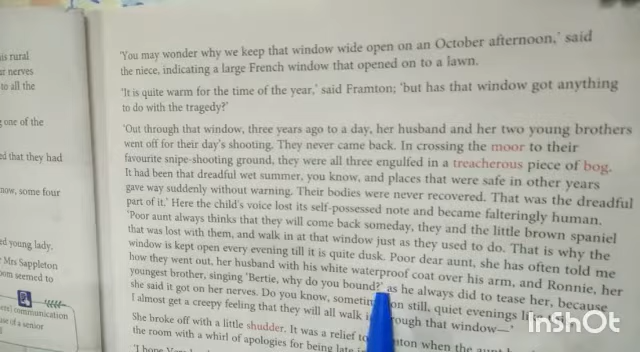 is rural
r nerves
to all the
one of the
ed that they had
now, some four
ed young lady.
Mrs Sappleton
seemed to
communication
of a senior
'You may wonder why we keep that window wide open on an October afternoon,' said
the niece, indicating a large French window that opened on to a lawn.
'It is quite warm for the time of the year,' said Framton; 'but has that window got anything
to do with the tragedy?'
'Out through that window, three years ago to a day, her husband and her two young brothers
went off for their day's shooting. They never came back. In crossing the moor to their
favourite snipe-shooting ground, they were all three engulfed in a treacherous piece of bog.
It had been that dreadful wet summer, you know, and places that were safe in other years
gave way suddenly without warning. Their bodies were never recovered. That was the dreadful
part of it.' Here the child's voice lost its self-possessed note and became falteringly human.
'Poor aunt always thinks that they will come back someday, they and the little brown spaniel
that was lost with them, and walk in at that window just as they used to do. That is why the
window is kept open every evening till it is quite dusk. Poor dear aunt, she has often told me
how they went out, her husband with his white waterproof coat over his arm, and Ronnie, her
youngest brother, singing 'Bertie, why do you bound?' as he always did to tease her, because
she said it got on her nerves. Do you know, on still, quiet evenings
I almost get a creepy feeling that they will all walk through that window—'
She broke off with a little shudder. It was a relief to when the aunt
the room with a whirl of apologies for being late
'I hope
InShOt